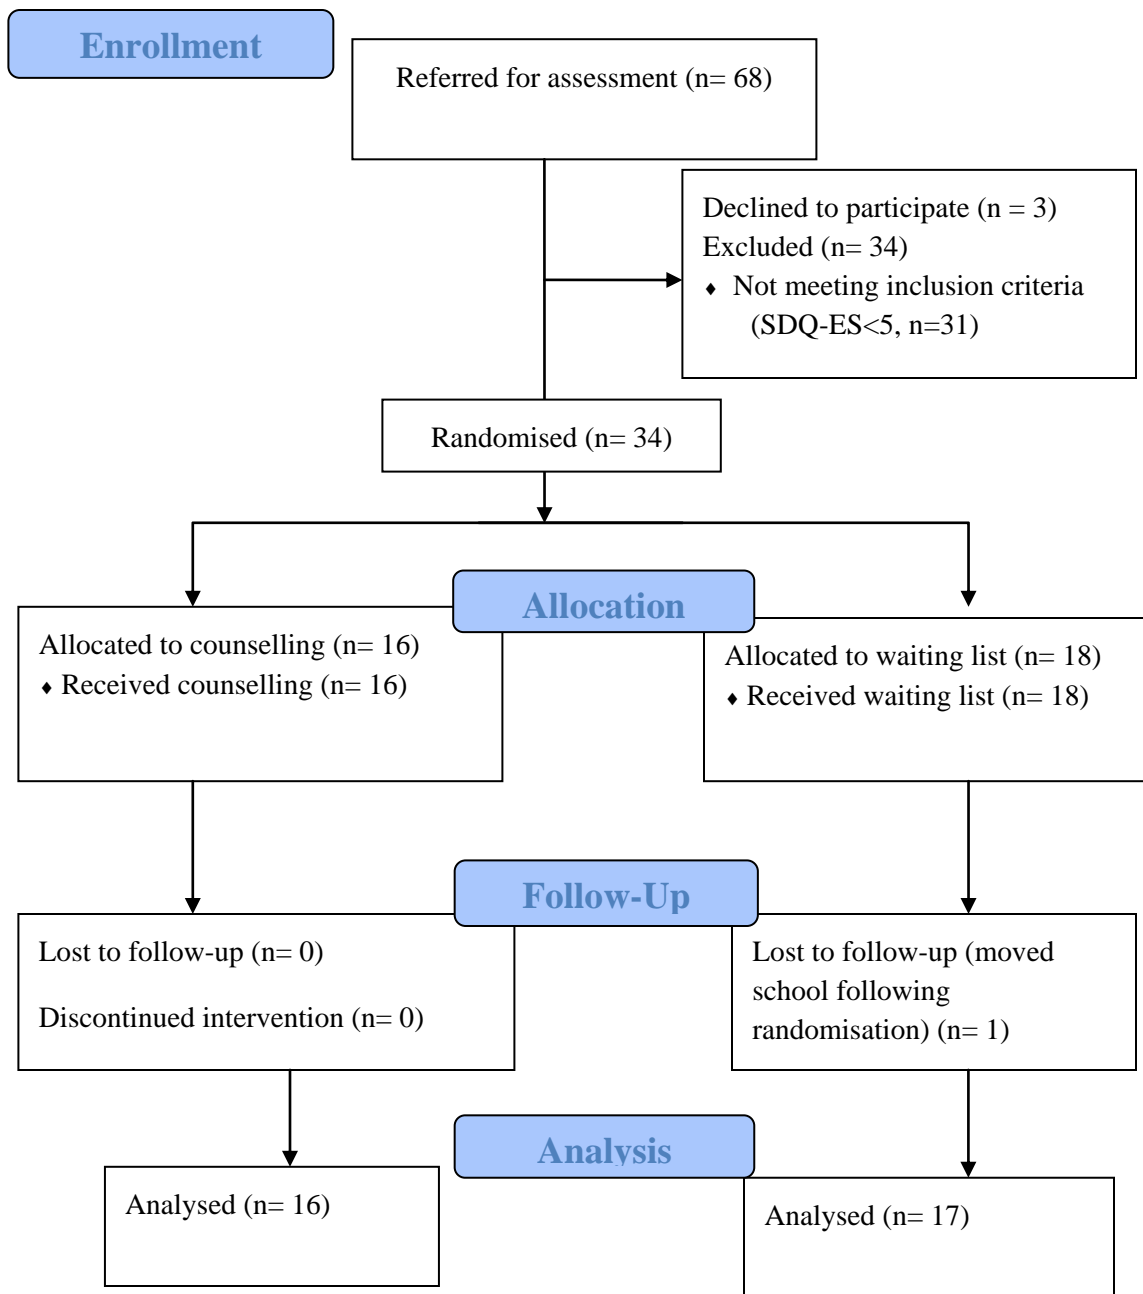 Enrollment
Referred for assessment (n= 68)
Declined to participate (n = 3)
Excluded (n= 34)
♦ Not meeting inclusion criteria
(SDQ-ES<5, n=31)
Randomised (n= 34)
Allocation
Allocated to counselling (n= 16)
♦ Received counselling (n= 16)
Allocated to waiting list (n= 18)
♦ Received waiting list (n= 18)
Follow-Up
Lost to follow-up (n= 0)
Discontinued intervention (n= 0)
Lost to follow-up (moved
school following
randomisation) (n= 1)
Analysis
Analysed (n= 16)
Analysed (n= 17)